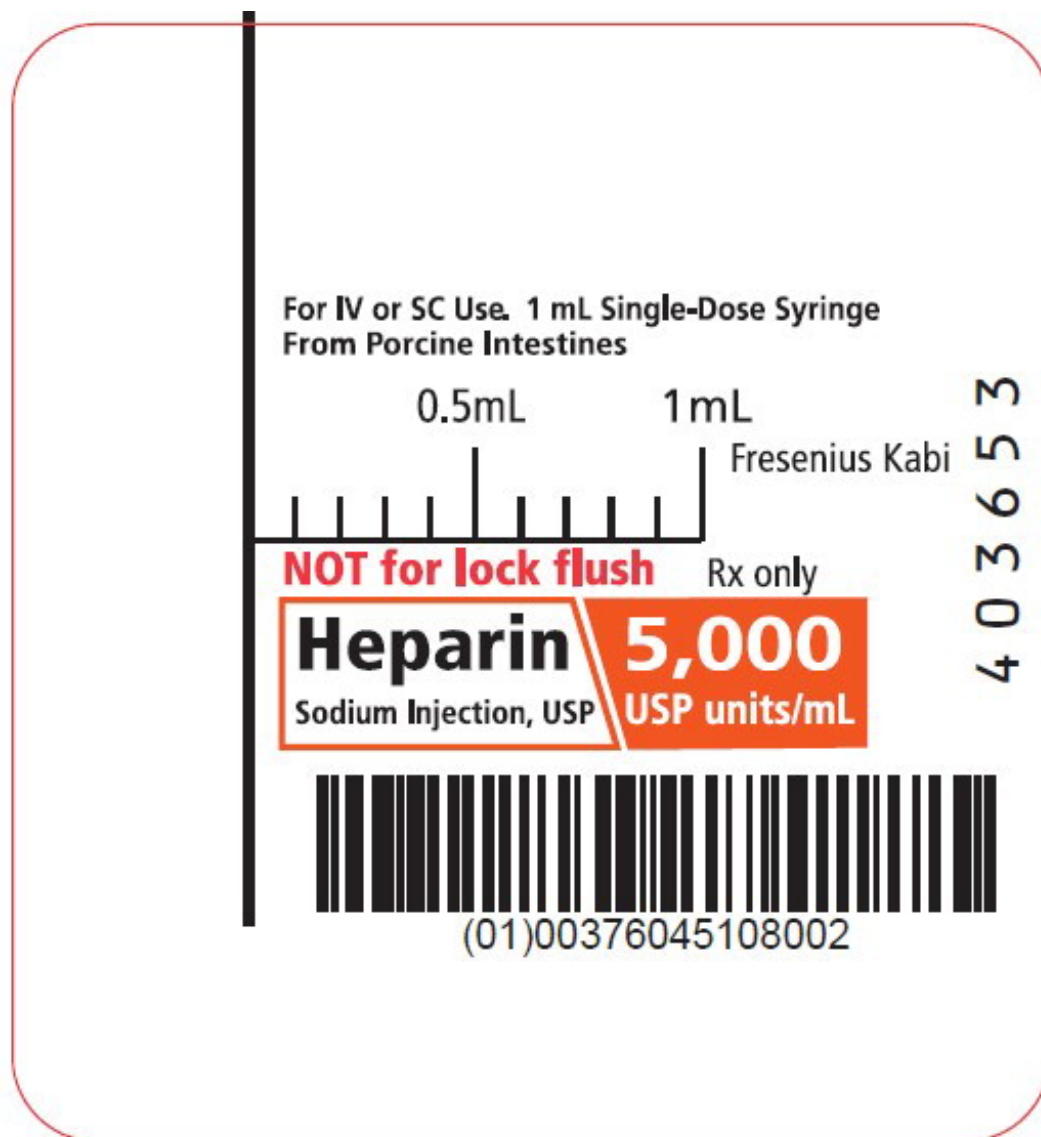 For IV or SC Use. 1 mL Single-Dose Syringe
From Porcine Intestines
0.5mL 1mL
Fresenius Kabi
NOT for lock flush Rx only
Heparin 5,000
Sodium Injection, USP USP units/mL
(01)00376045108002
403653